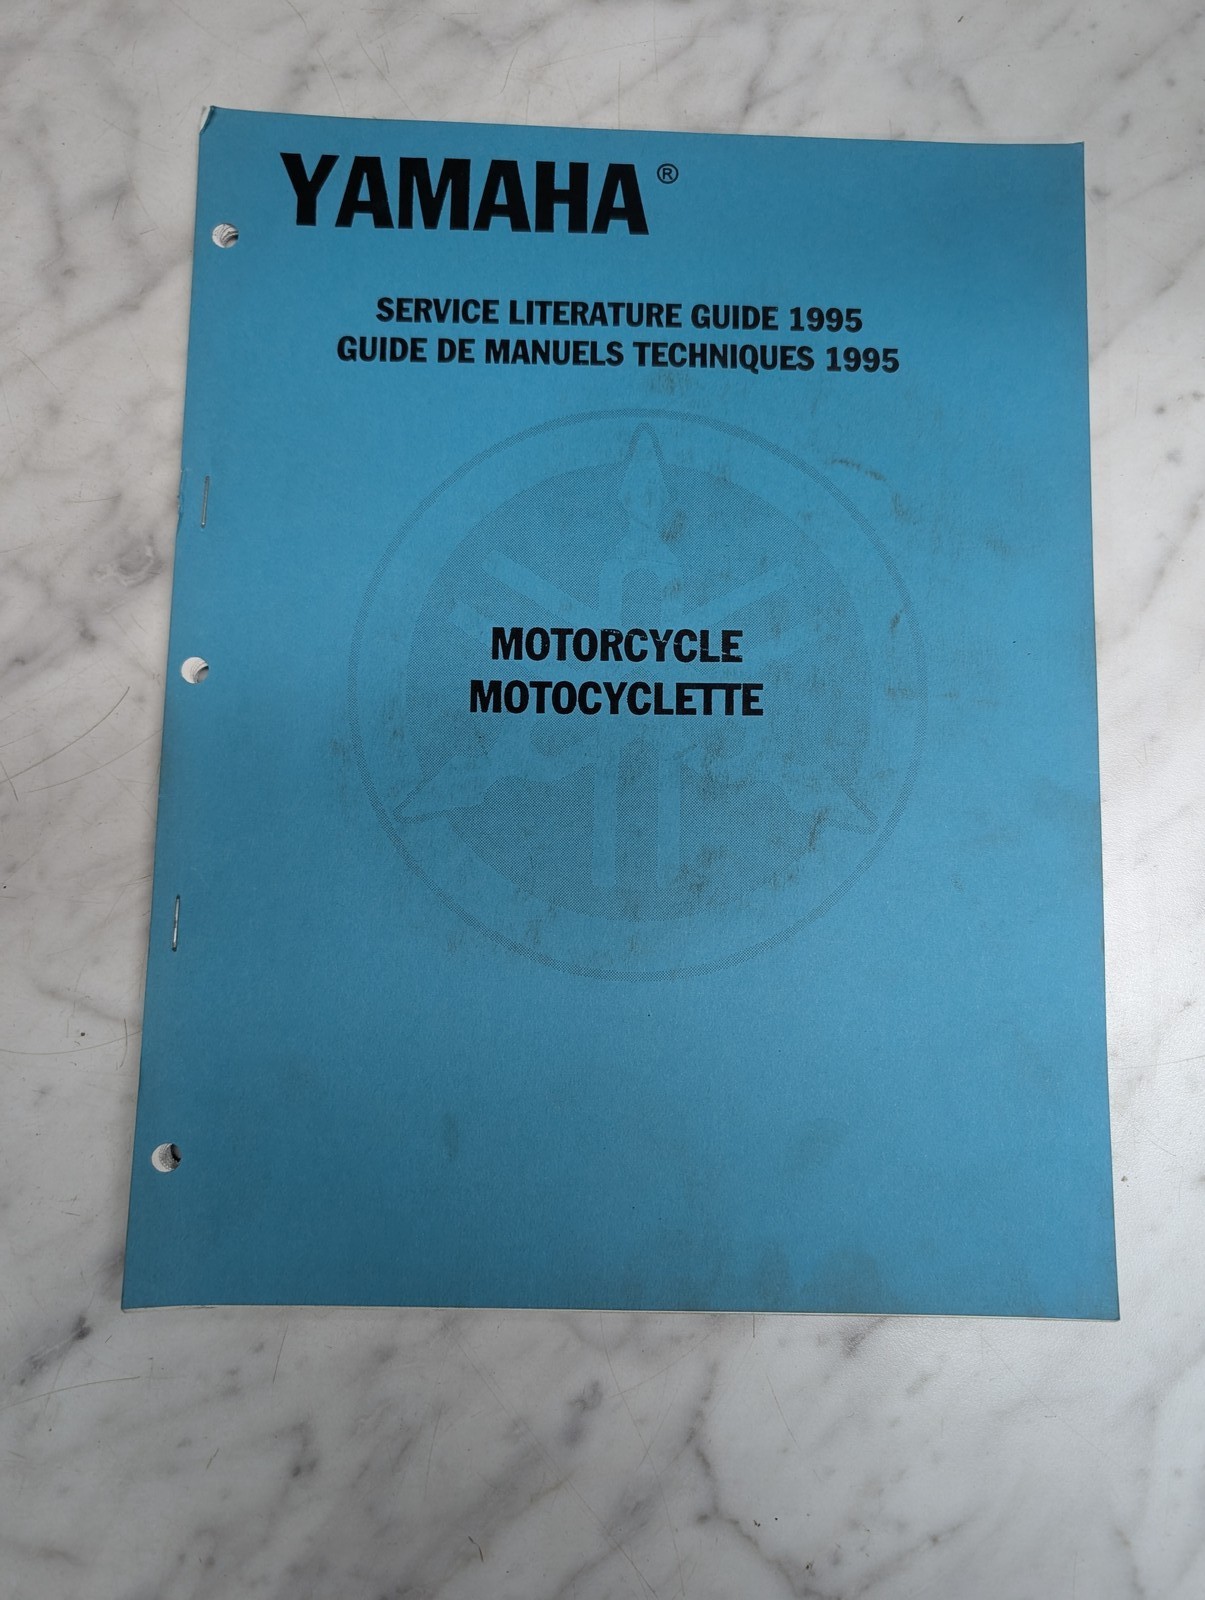 YAMAHA®
SERVICE LITERATURE GUIDE 1995
GUIDE DE MANUELS TECHNIQUES 1995
MOTORCYCLE
MOTOCYCLETTE